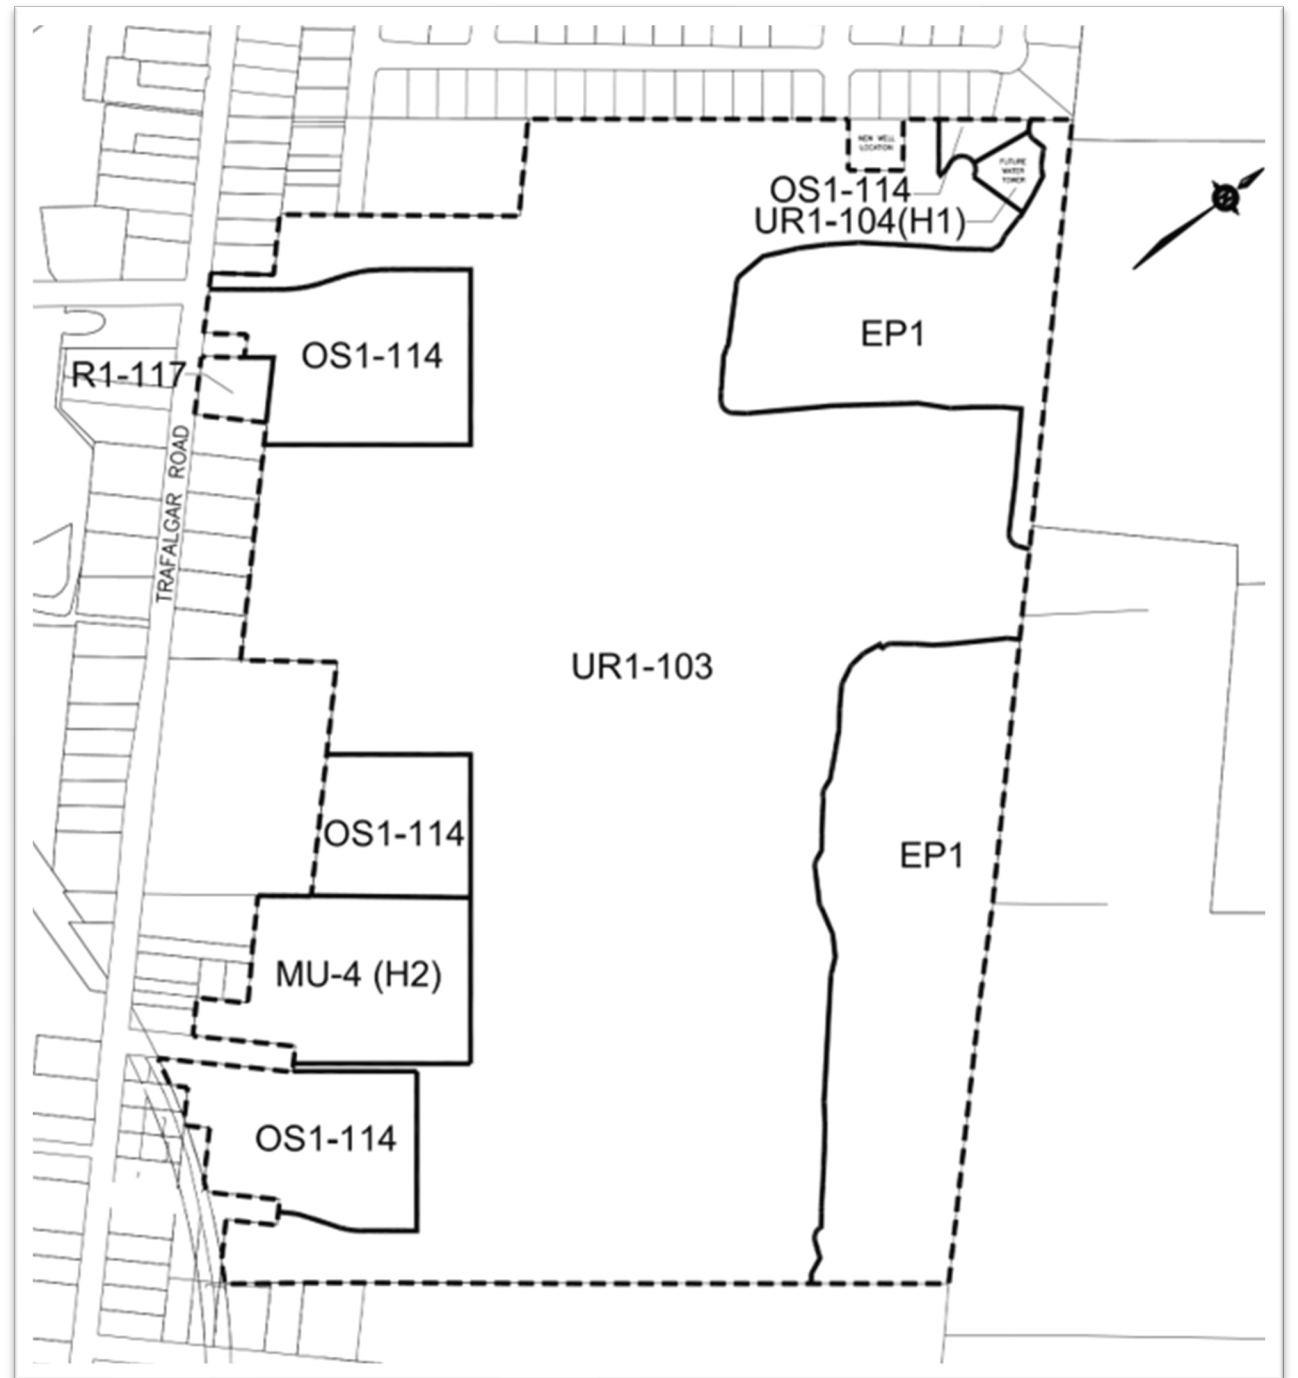 NEW WELL
LOCATION
FUTURE
WATER
TOWER
OS1-114
UR1-104(H1)
EP1
OS1-114
R1-117
TRAFALGAR ROAD
UR1-103
OS1-114
EP1
MU-4 (H2)
OS1-114